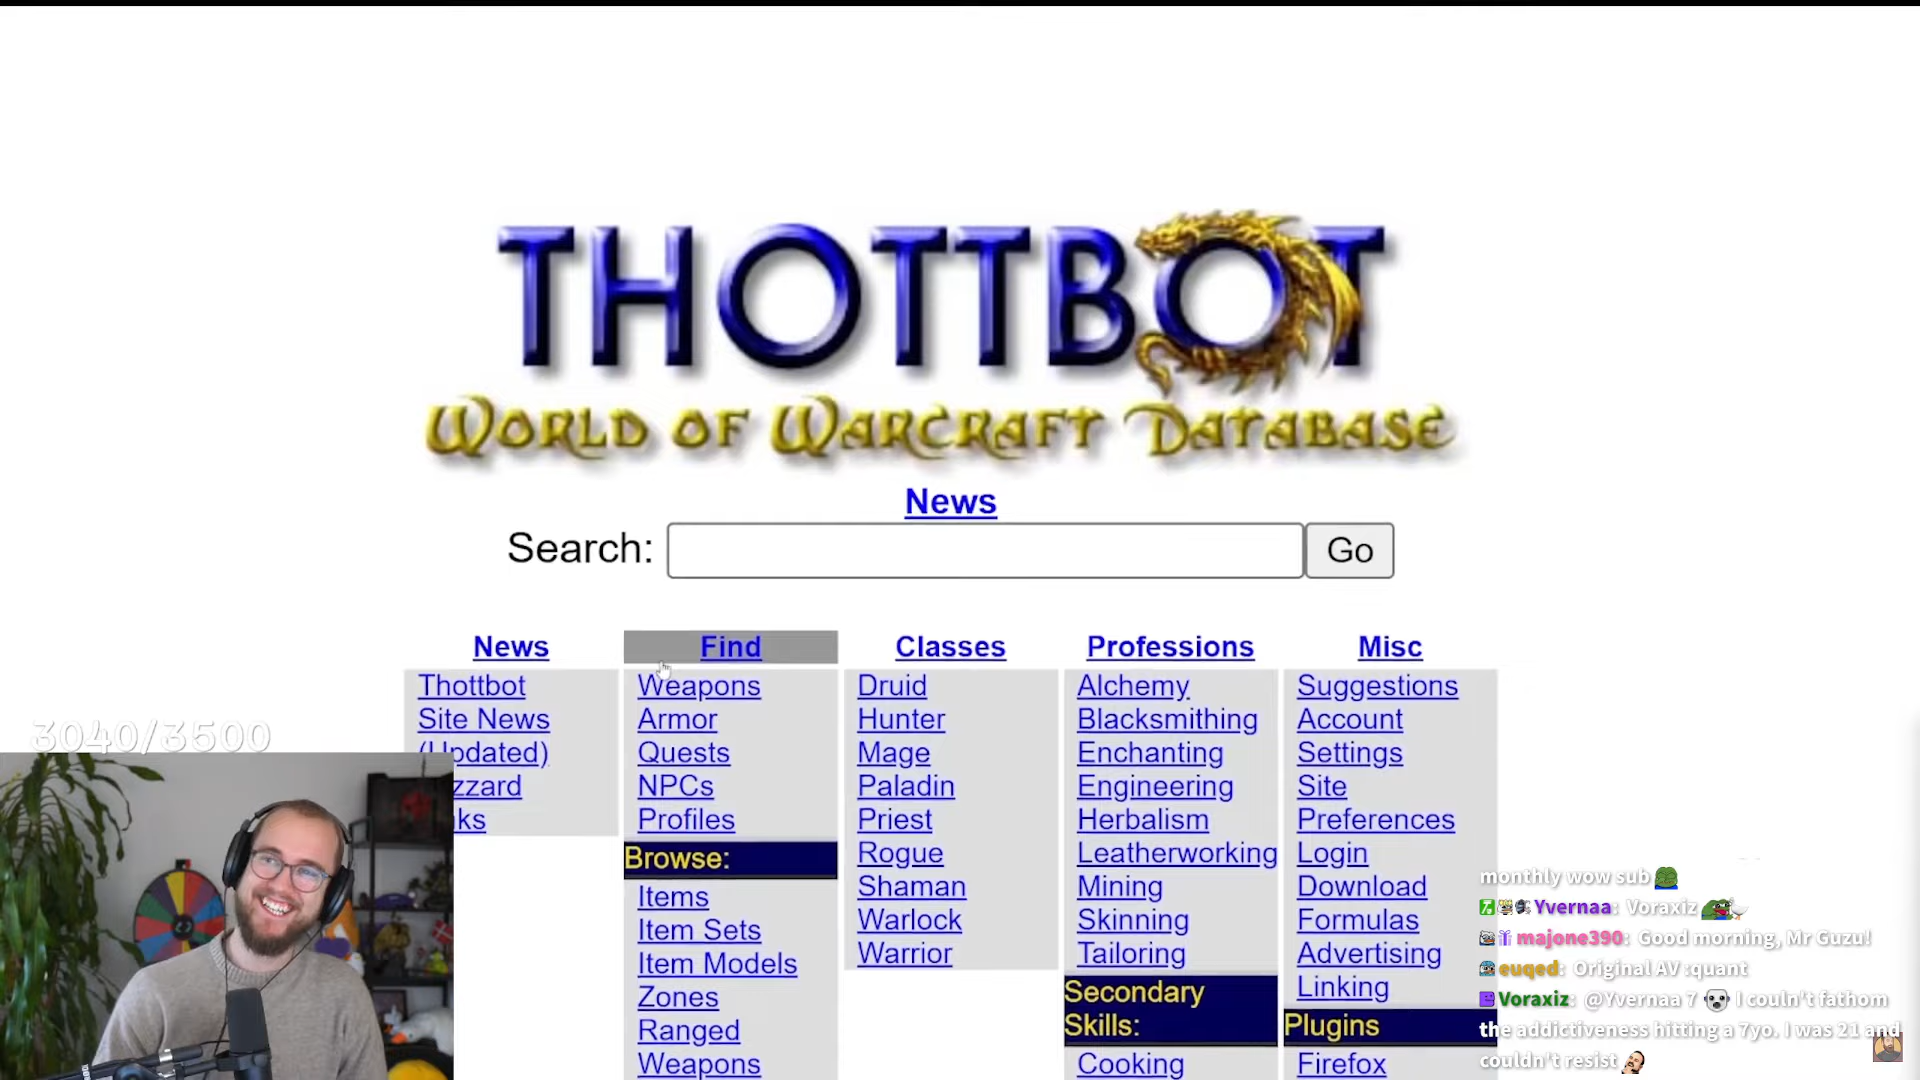 THOTTBOT
WORLD OF WARCRAFT DATABASE
News
Search:
Go
News
Thottbot
Site News
(Updated)
zzard
ks
Find
Weapons
Armor
Quests
NPCs
Profiles
Browse:
Items
Item Sets
Item Models
Zones
Ranged
Weapons
Classes
Druid
Hunter
Mage
Paladin
Priest
Rogue
Shaman
Warlock
Warrior
Professions
Alchemy
Blacksmithing
Enchanting
Engineering
Herbalism
Leatherworking
Mining
Skinning
Tailoring
Secondary
Skills:
Cooking
Misc
Suggestions
Account
Settings
Site
Preferences
Login
Download
Formulas
Advertising
Linking
Plugins
Firefox
3040/3500
monthly wow sub
Yvernaa: Voraxiz
majone390: Good morning, Mr Guzu!
euqed: Original AV :quant
Voraxiz: @Yvernaa 7 I couln't fathom
the addictiveness hitting a 7yo. I was 21 and
couldn't resist